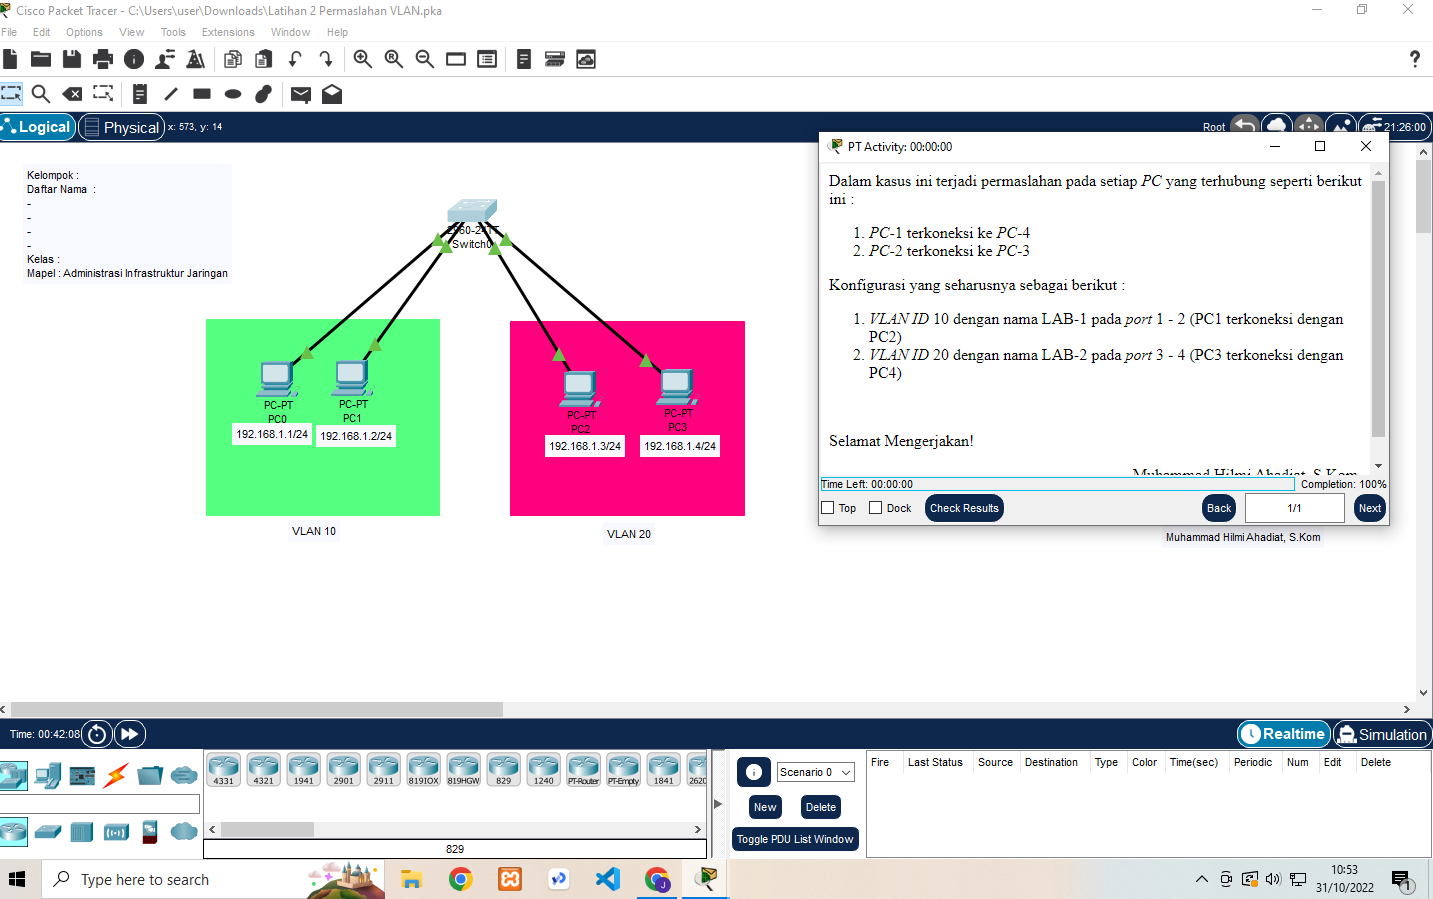 Cisco Packet Tracer - C:\Users\user\Downloads\Latihan 2 Permaslahan VLAN.pka
File Edit Options View Tools Extensions Window Help
?
Logical Physical x: 573, y: 14
Root 21:26:00
PT Activity: 00:00:00
Kelompok :
Daftar Nama :
-
-
-
-
Kelas :
Mapel : Administrasi Infrastruktur Jaringan
2960-24TT
Switch0
PC-PT
PC0
192.168.1.1/24
PC-PT
PC1
192.168.1.2/24
PC-PT
PC2
192.168.1.3/24
PC-PT
PC3
192.168.1.4/24
VLAN 10
VLAN 20
Dalam kasus ini terjadi permaslahan pada setiap PC yang terhubung seperti berikut
ini :
1. PC-1 terkoneksi ke PC-4
2. PC-2 terkoneksi ke PC-3
Konfigurasi yang seharusnya sebagai berikut :
1. VLAN ID 10 dengan nama LAB-1 pada port 1 - 2 (PC1 terkoneksi dengan
PC2)
2. VLAN ID 20 dengan nama LAB-2 pada port 3 - 4 (PC3 terkoneksi dengan
PC4)
Selamat Mengerjakan!
Muhammad Hilmi Ahadiat, S.Kom
Time Left: 00:00:00 Completion: 100%
Top Dock Check Results Back 1/1 Next
Muhammad Hilmi Ahadiat, S.Kom
Time: 00:42:08 Realtime Simulation
4331 4321 1941 2901 2911 819IOX 819HGW 829 1240 PT-Router PT-Empty 1841 2620
829
Scenario 0
New Delete
Toggle PDU List Window
Fire Last Status Source Destination Type Color Time(sec) Periodic Num Edit Delete
Type here to search
10:53
31/10/2022
1